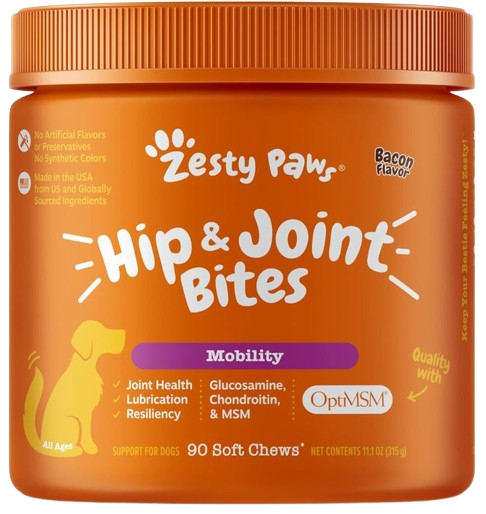 No Artificial Flavors
or Preservatives
No Synthetic Colors
Made in the USA
from US and Globally
Sourced Ingredients
Zesty Paws®
Bacon
Flavor
Hip & Joint
Bites
Keep Your Bestie Feeling Zesty!
Mobility
✓ Joint Health
✓ Lubrication
✓ Resiliency
Glucosamine,
Chondroitin,
& MSM
OptMSM®
Quality
with
All Ages
SUPPORT FOR DOGS 90 Soft Chews* NET CONTENTS 11.1 OZ (315g)